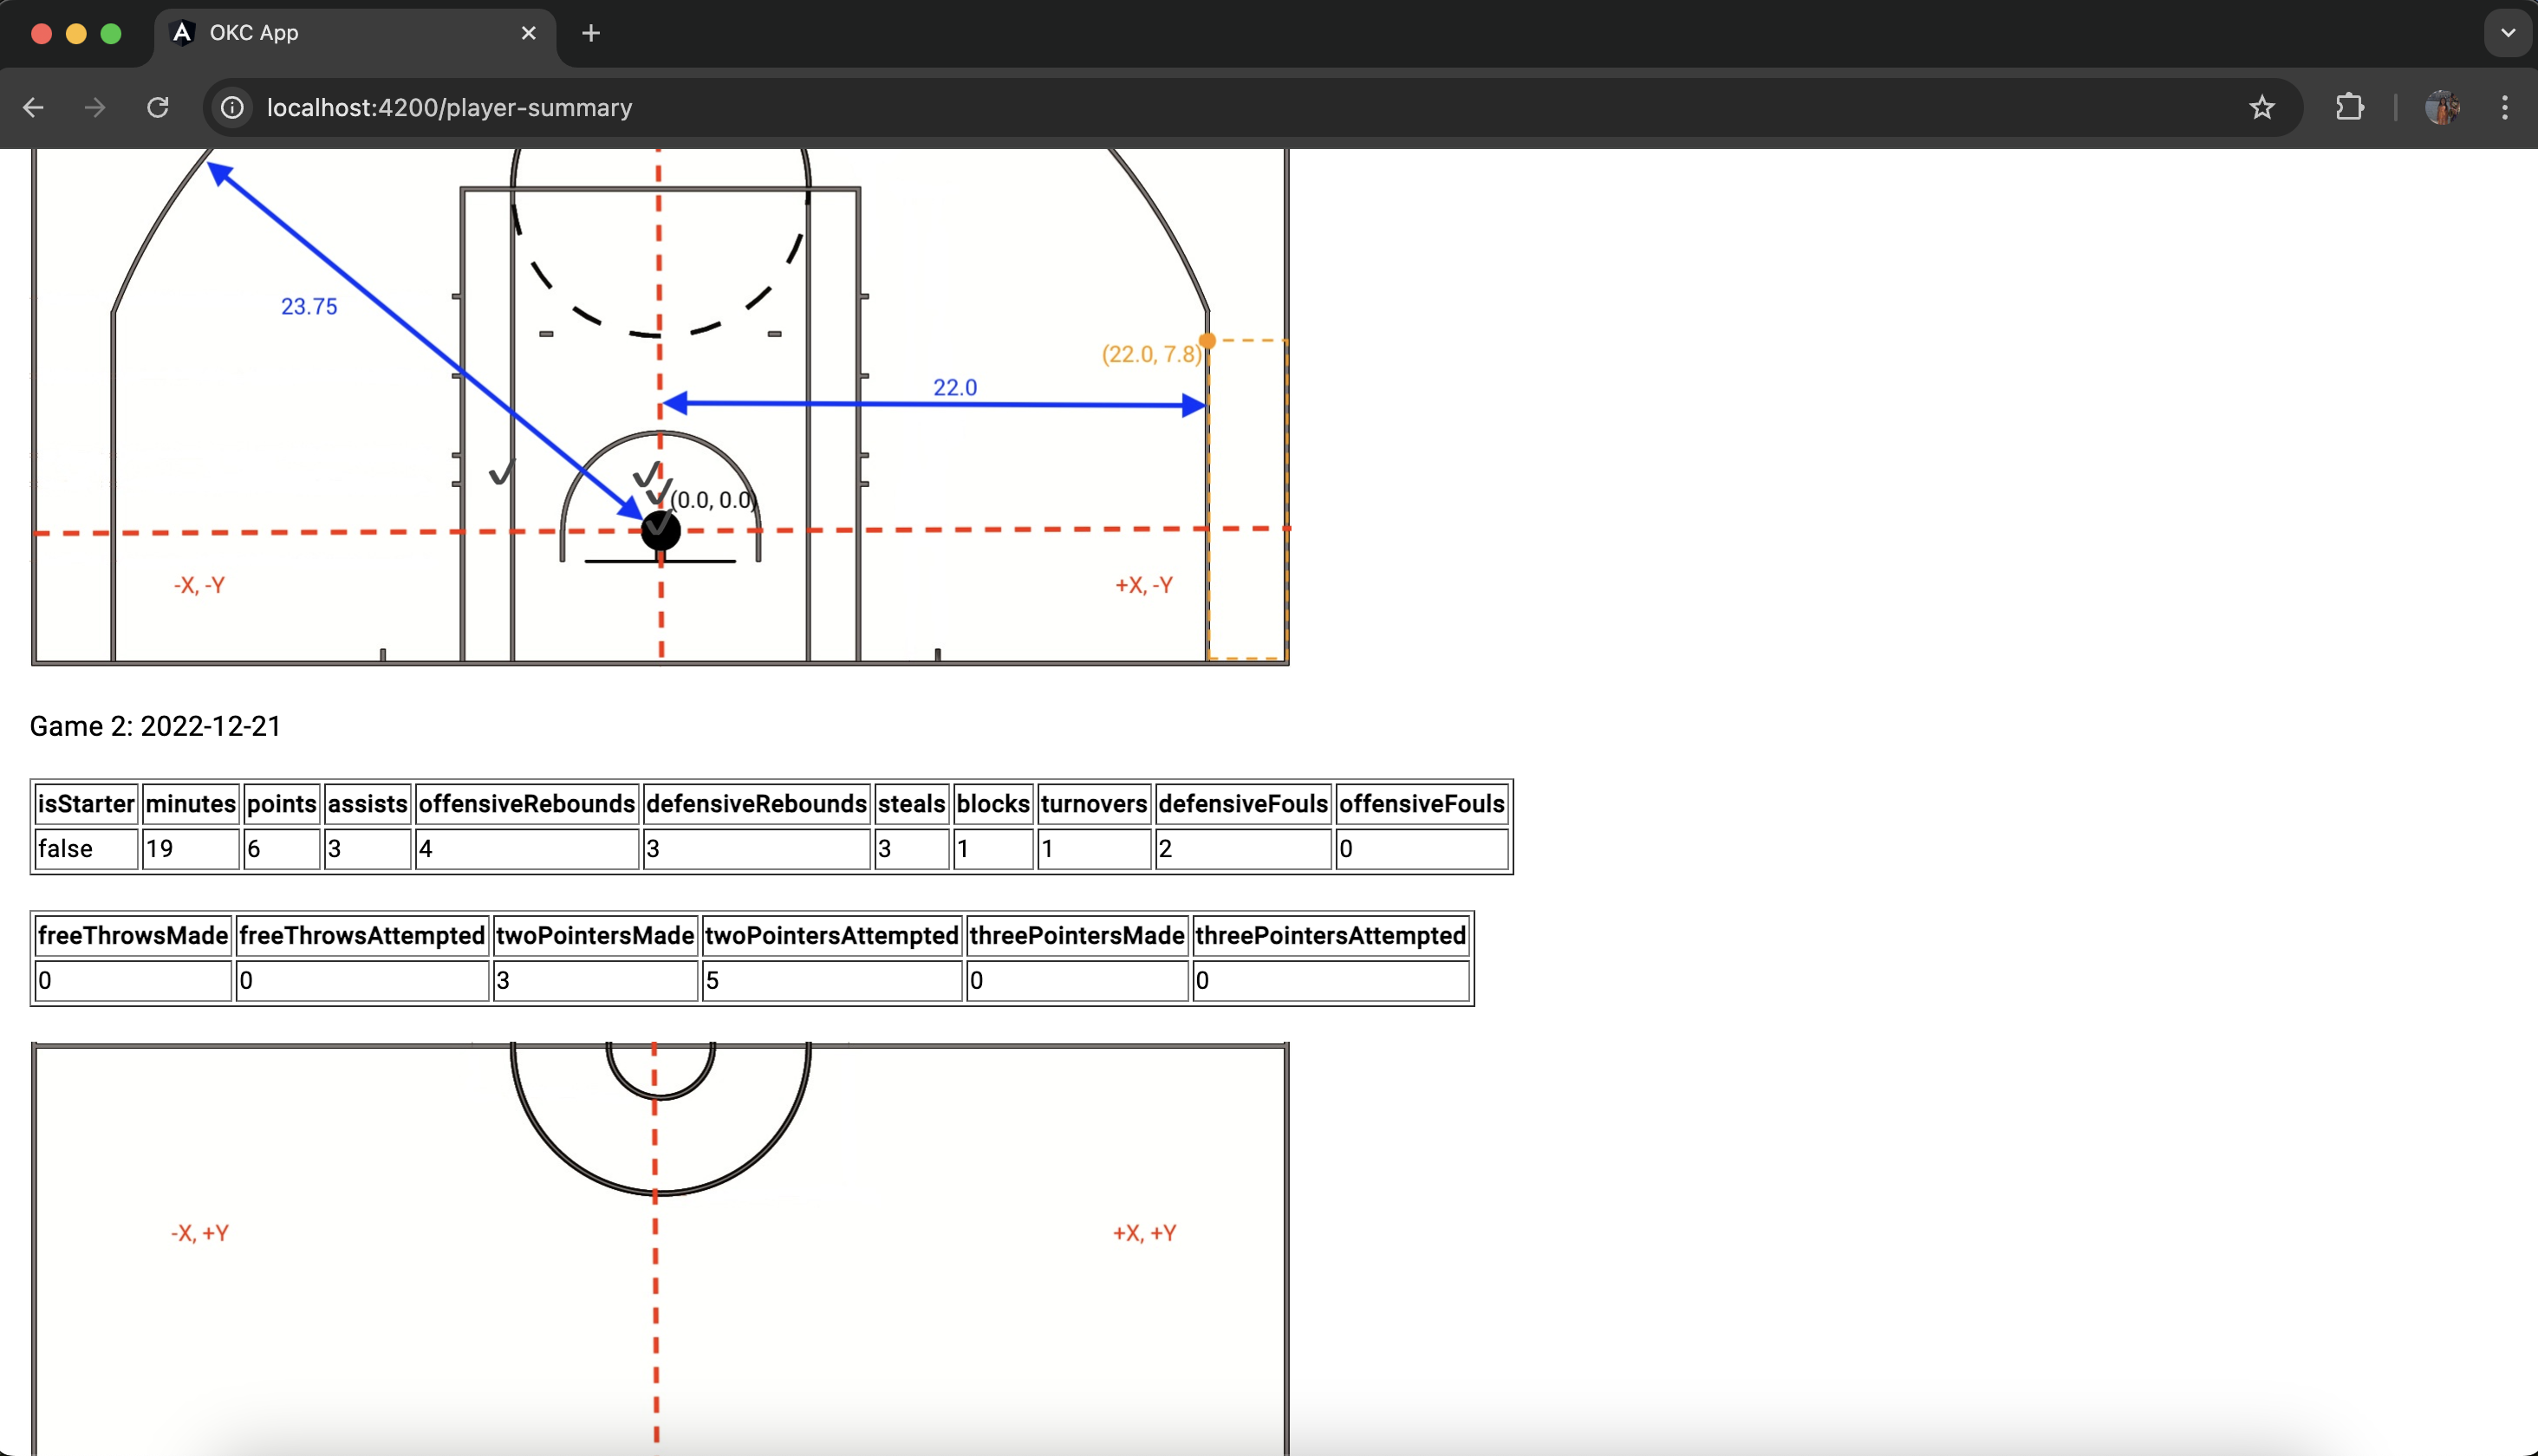 OKC App
localhost:4200/player-summary
23.75
(22.0, 7.8)
22.0
(0.0, 0.0)
-X, -Y
+X, -Y
Game 2: 2022-12-21
isStarter minutes points assists offensiveRebounds defensiveRebounds steals blocks turnovers defensiveFouls offensiveFouls
false 19 6 3 4 3 3 1 1 2 0
freeThrowsMade freeThrowsAttempted twoPointersMade twoPointersAttempted threePointersMade threePointersAttempted
0 0 3 5 0 0
-X, +Y
+X, +Y